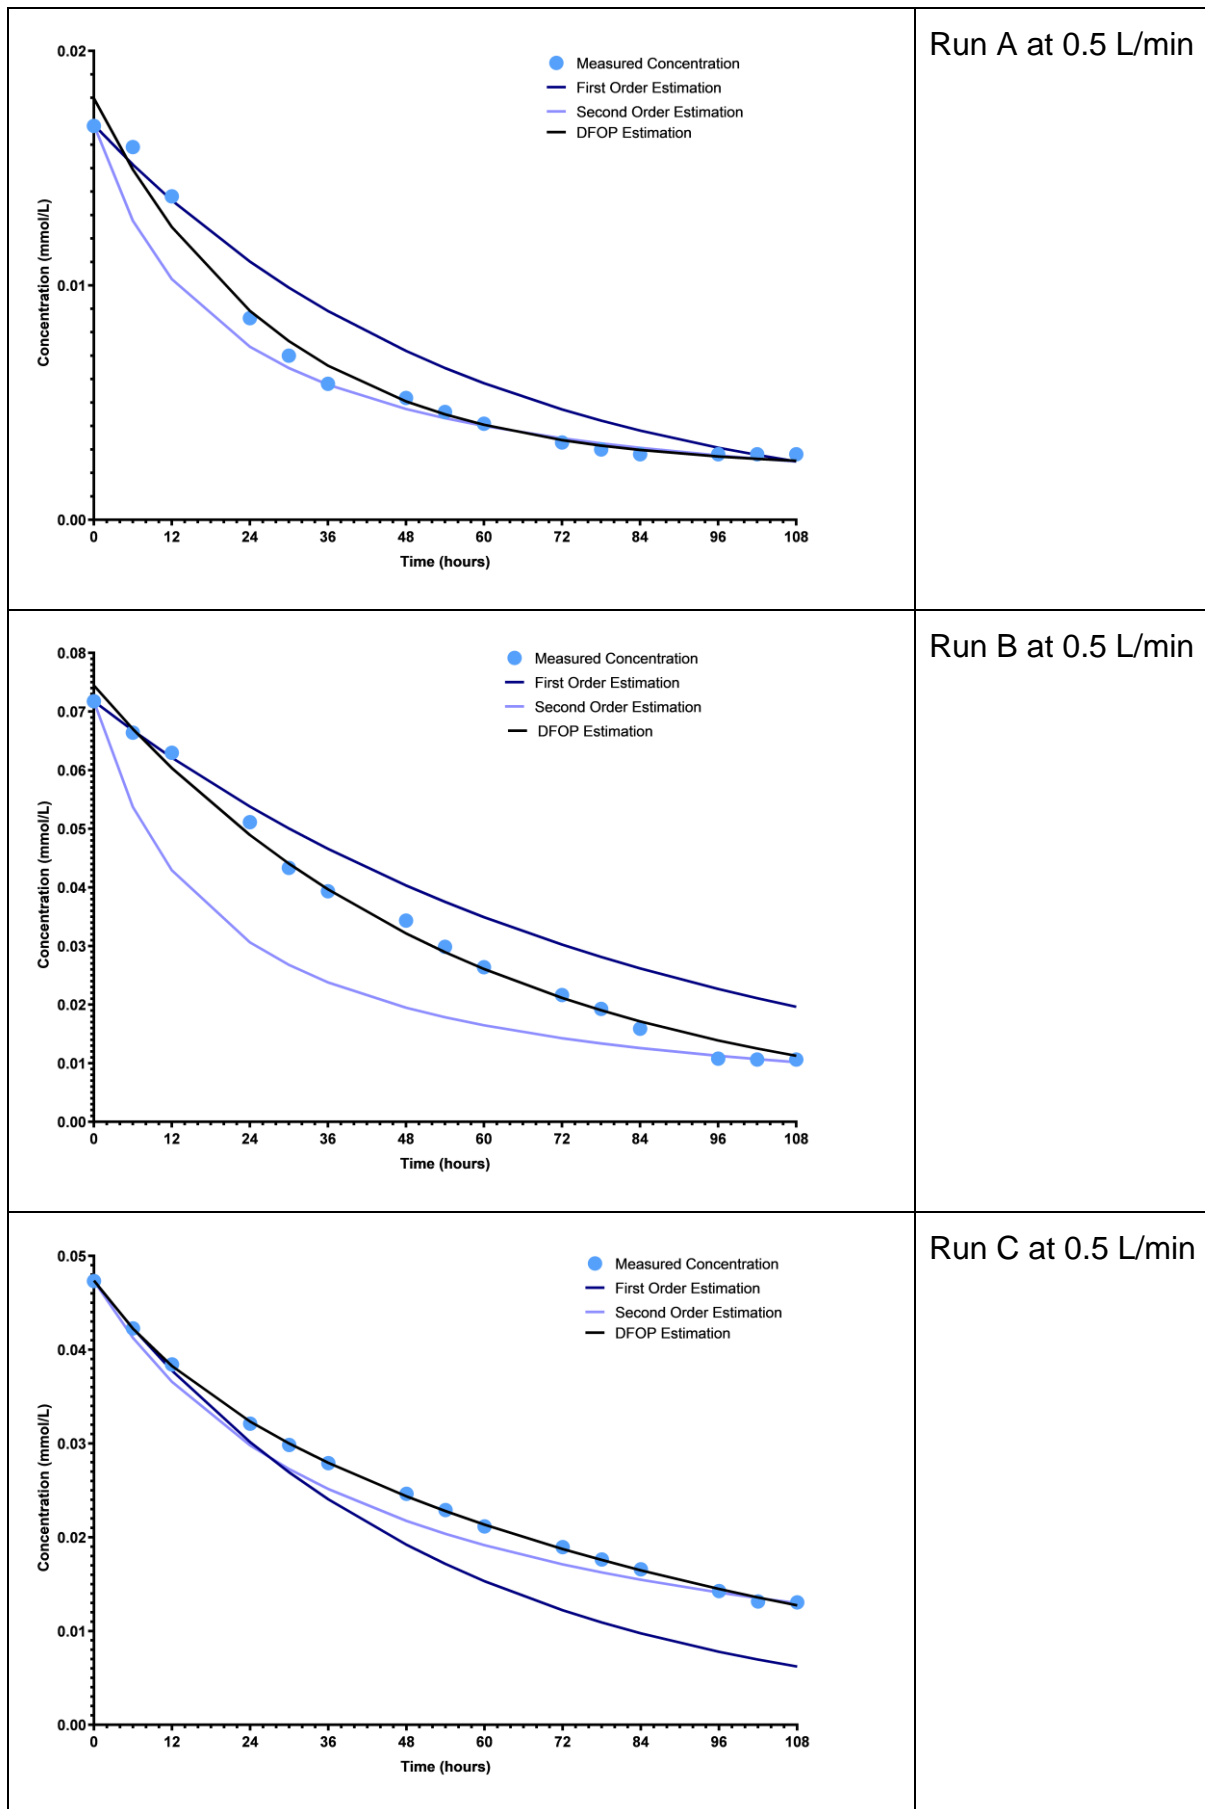 Run A at 0.5 L/min
Measured Concentration
First Order Estimation
Second Order Estimation
DFOP Estimation
Concentration (mmol/L)
0.02
0.01
0.00
0 12 24 36 48 60 72 84 96 108
Time (hours)
Run B at 0.5 L/min
Measured Concentration
First Order Estimation
Second Order Estimation
DFOP Estimation
Concentration (mmol/L)
0.08
0.07
0.06
0.05
0.04
0.03
0.02
0.01
0.00
0 12 24 36 48 60 72 84 96 108
Time (hours)
Run C at 0.5 L/min
Measured Concentration
First Order Estimation
Second Order Estimation
DFOP Estimation
Concentration (mmol/L)
0.05
0.04
0.03
0.02
0.01
0.00
0 12 24 36 48 60 72 84 96 108
Time (hours)